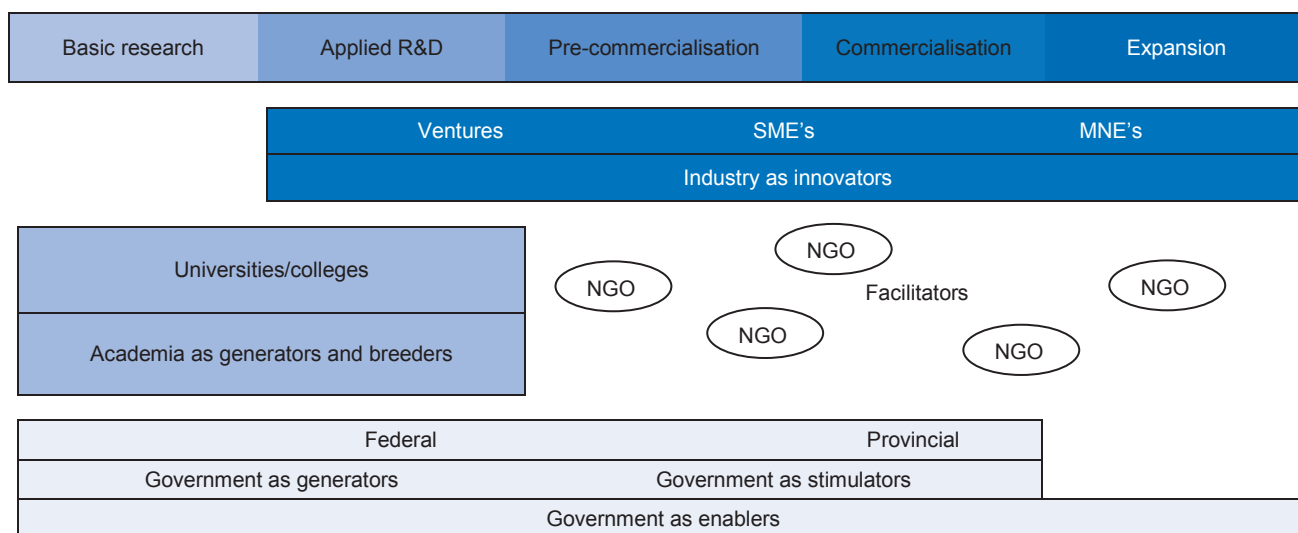 Basic research Applied R&D Pre-commercialisation Commercialisation Expansion
Ventures SME's MNE's
Industry as innovators
Universities/colleges
Academia as generators and breeders
NGO
NGO
Facilitators
NGO
NGO
NGO
Federal Provincial
Government as generators Government as stimulators
Government as enablers